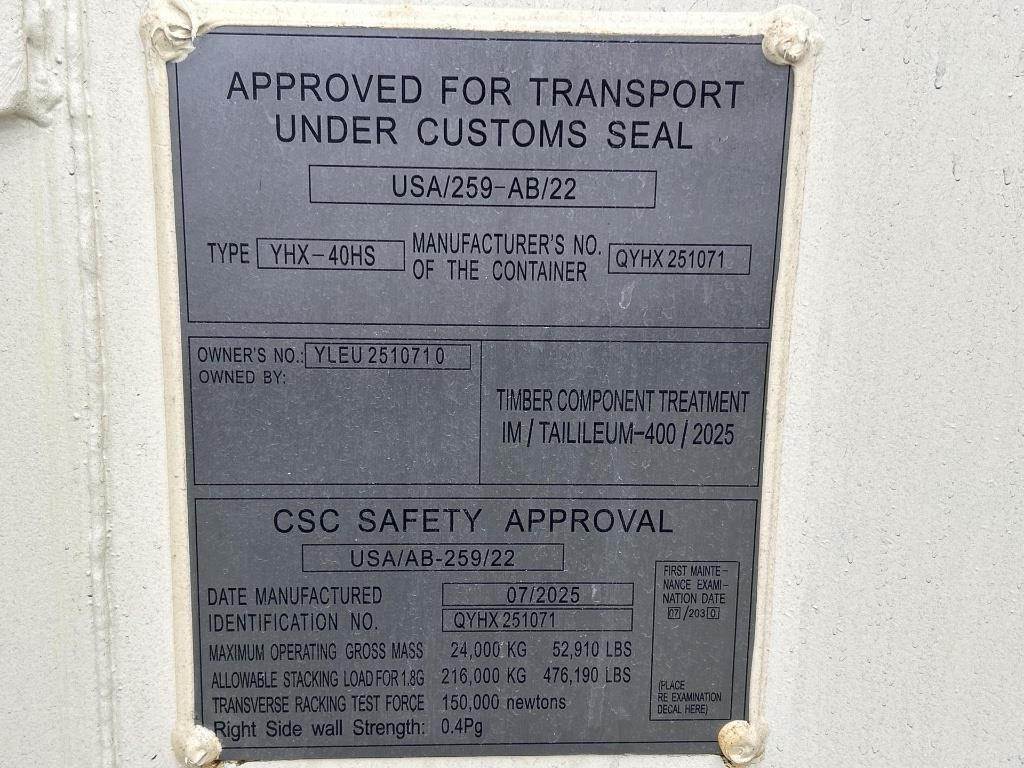 APPROVED FOR TRANSPORT
UNDER CUSTOMS SEAL
USA/259-AB/22
TYPE YHX-40HS MANUFACTURER'S NO. OF THE CONTAINER QYHX 251071
OWNER'S NO.: YLEU 251071 0
OWNED BY:
TIMBER COMPONENT TREATMENT
IM / TAILILEUM-400 / 2025
CSC SAFETY APPROVAL
USA/AB-259/22
DATE MANUFACTURED 07/2025
IDENTIFICATION NO. QYHX 251071
MAXIMUM OPERATING GROSS MASS 24,000 KG 52,910 LBS
ALLOWABLE STACKING LOAD FOR 1.8G 216,000 KG 476,190 LBS
TRANSVERSE RACKING TEST FORCE 150,000 newtons
Right Side wall Strength: 0.4Pg
FIRST MAINTE-
NANCE EXAMI-
NATION DATE
07/2030
(PLACE
RE EXAMINATION
DECAL HERE)